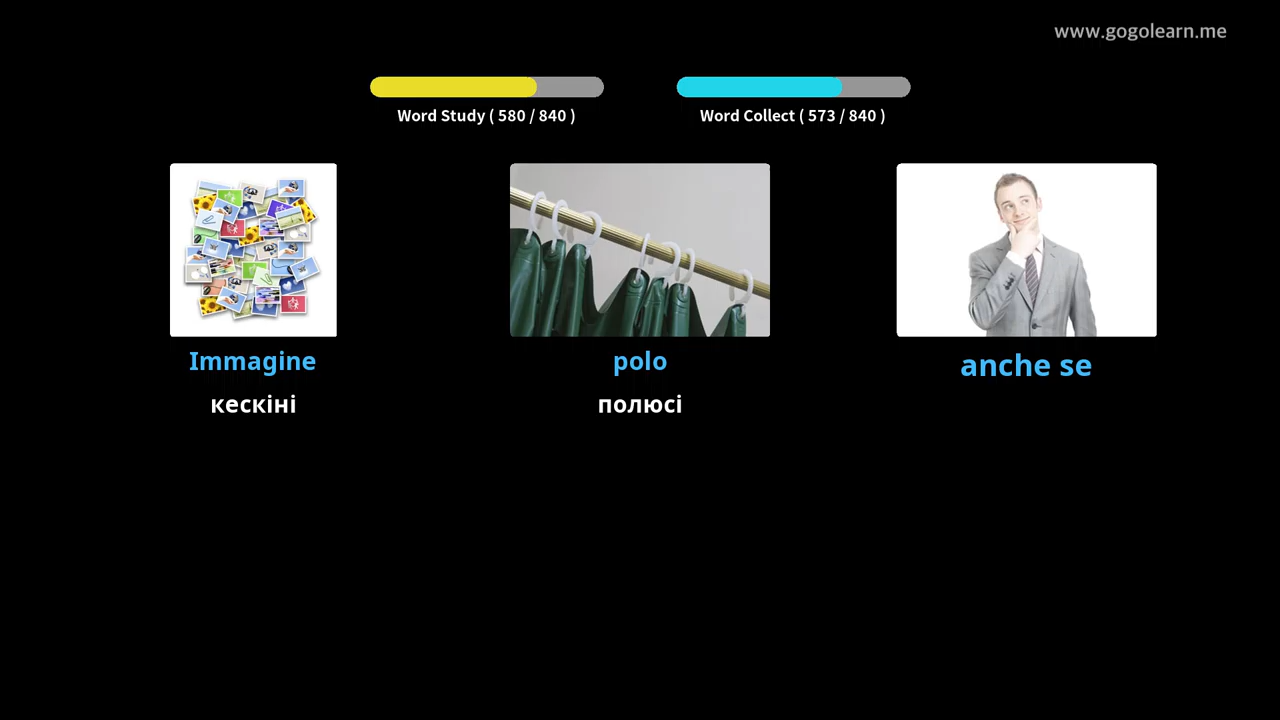 www.gogolearn.me
Word Study ( 580 / 840 )
Word Collect ( 573 / 840 )
Immagine
polo
anche se
кескіні
полюсі